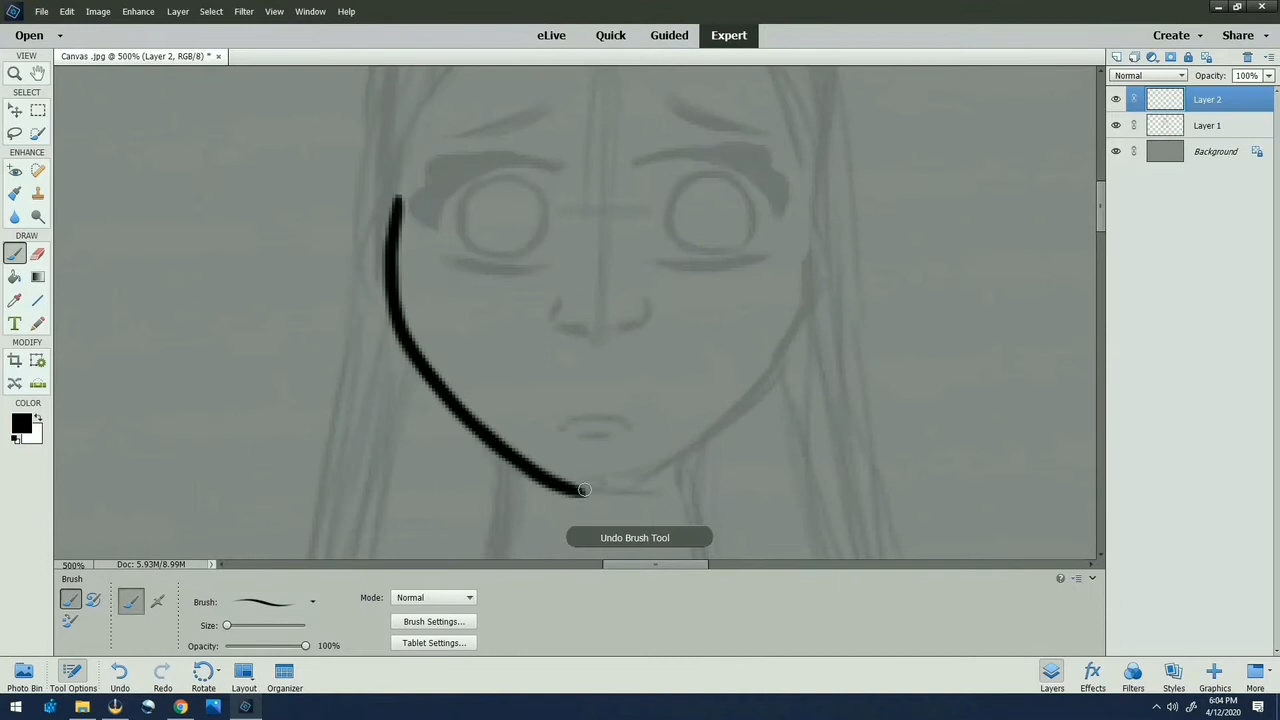 File Edit Image Enhance Layer Select Filter View Window Help
Open eLive Quick Guided Expert Create Share
Canvas .jpg @ 500% (Layer 2, RGB/8) * ×
VIEW
SELECT
ENHANCE
DRAW
MODIFY
COLOR
Normal Opacity: 100%
Layer 2
Layer 1
Background
Undo Brush Tool
500% Doc: 5.93M/8.99M
Brush
Brush:
Size:
Opacity: 100%
Mode: Normal
Brush Settings...
Tablet Settings...
Photo Bin Tool Options Undo Redo Rotate Layout Organizer Layers Effects Filters Styles Graphics More
6:04 PM
4/12/2020